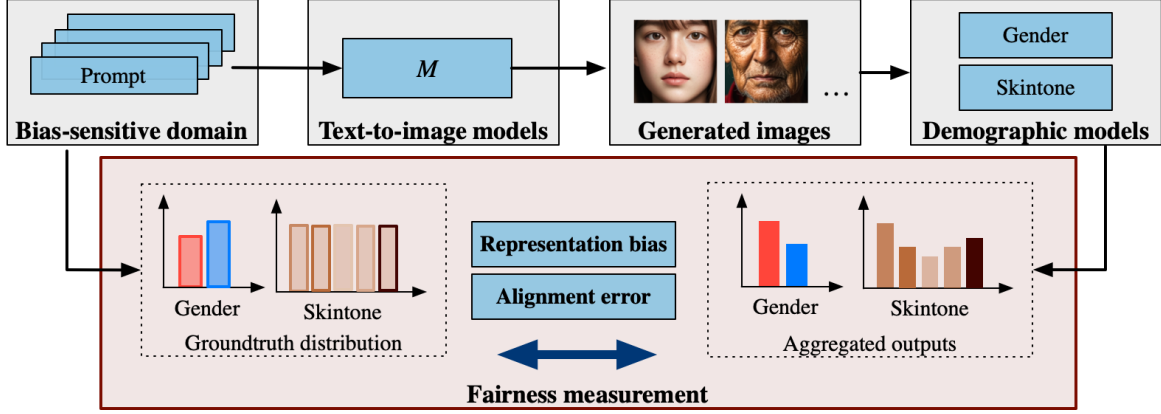 Prompt
Bias-sensitive domain
M
Text-to-image models
...
Generated images
Gender
Skintone
Demographic models
Gender
Skintone
Groundtruth distribution
Representation bias
Alignment error
Gender
Skintone
Aggregated outputs
Fairness measurement